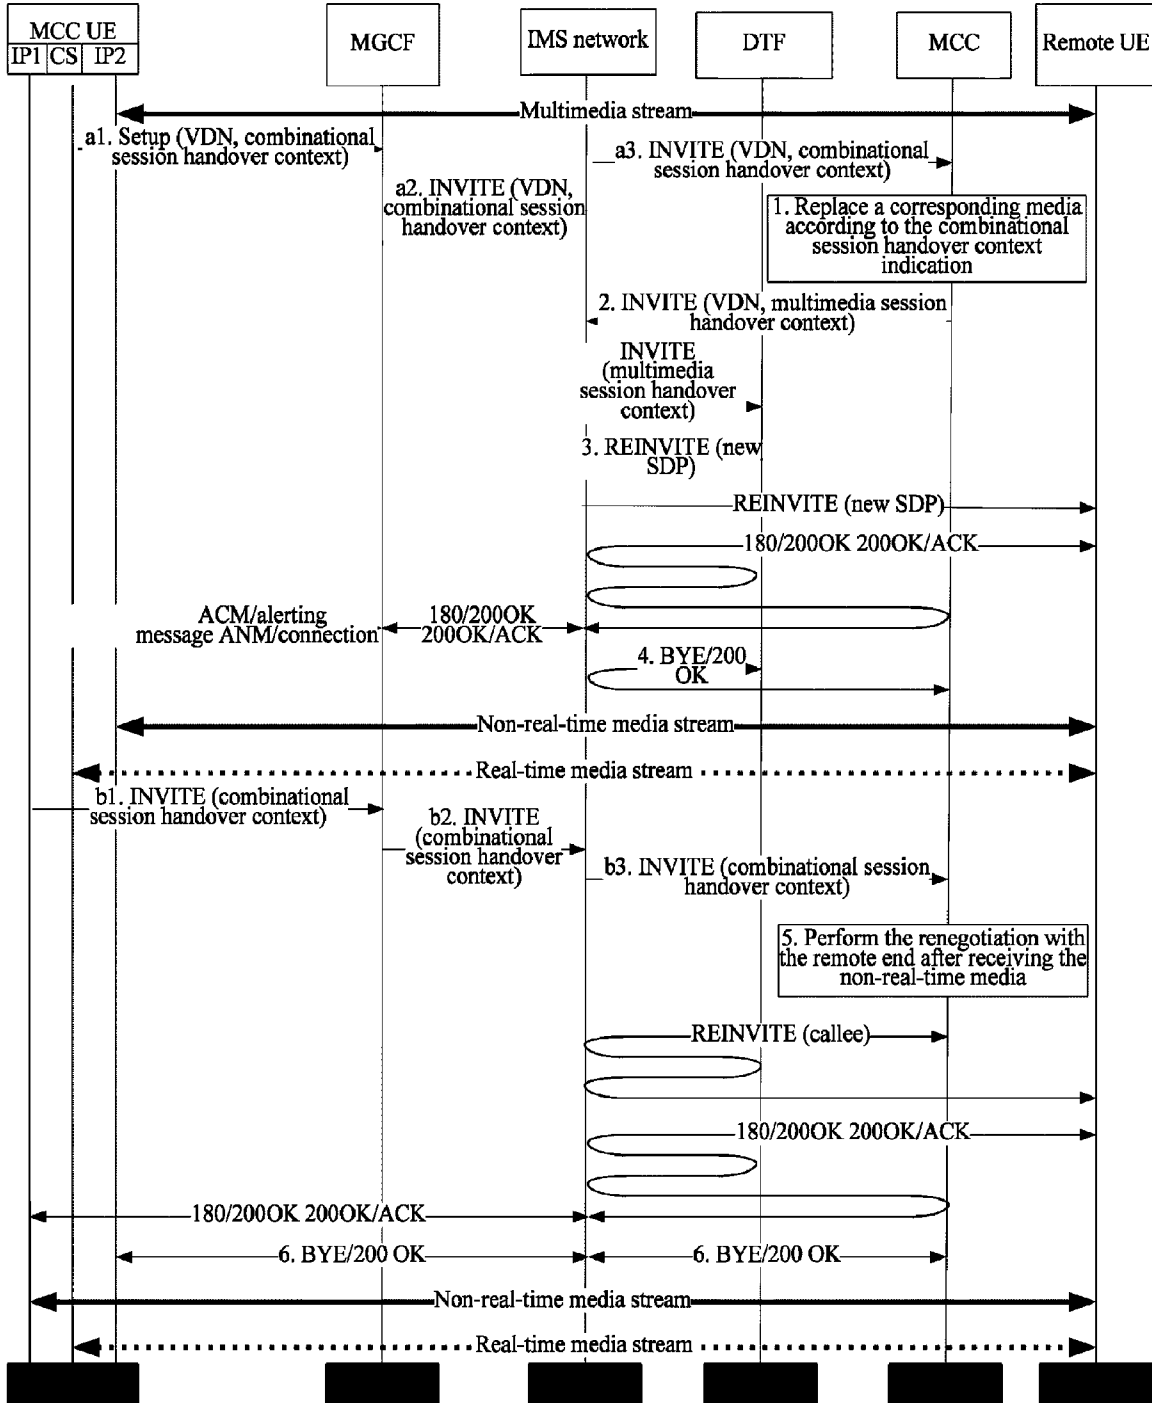 MCC UE
IP1 CS IP2
MGCF
IMS network
DTF
MCC
Remote UE
Multimedia stream
a1. Setup (VDN, combinational
session handover context)
a3. INVITE (VDN, combinational
session handover context)
a2. INVITE (VDN,
combinational session
handover context)
1. Replace a corresponding media
according to the combinational
session handover context
indication
2. INVITE (VDN, multimedia session
handover context)
INVITE
(multimedia
session handover
context)
3. REINVITE (new
SDP)
REINVITE (new SDP)
180/200OK 200OK/ACK
ACM/alerting
message ANM/connection
180/200OK
200OK/ACK
4. BYE/200
OK
Non-real-time media stream
Real-time media stream
b1. INVITE (combinational
session handover context)
b2. INVITE
(combinational
session handover
context)
b3. INVITE (combinational session
handover context)
5. Perform the renegotiation with
the remote end after receiving the
non-real-time media
REINVITE (callee)
180/200OK 200OK/ACK
180/200OK 200OK/ACK
6. BYE/200 OK
6. BYE/200 OK
Non-real-time media stream
Real-time media stream